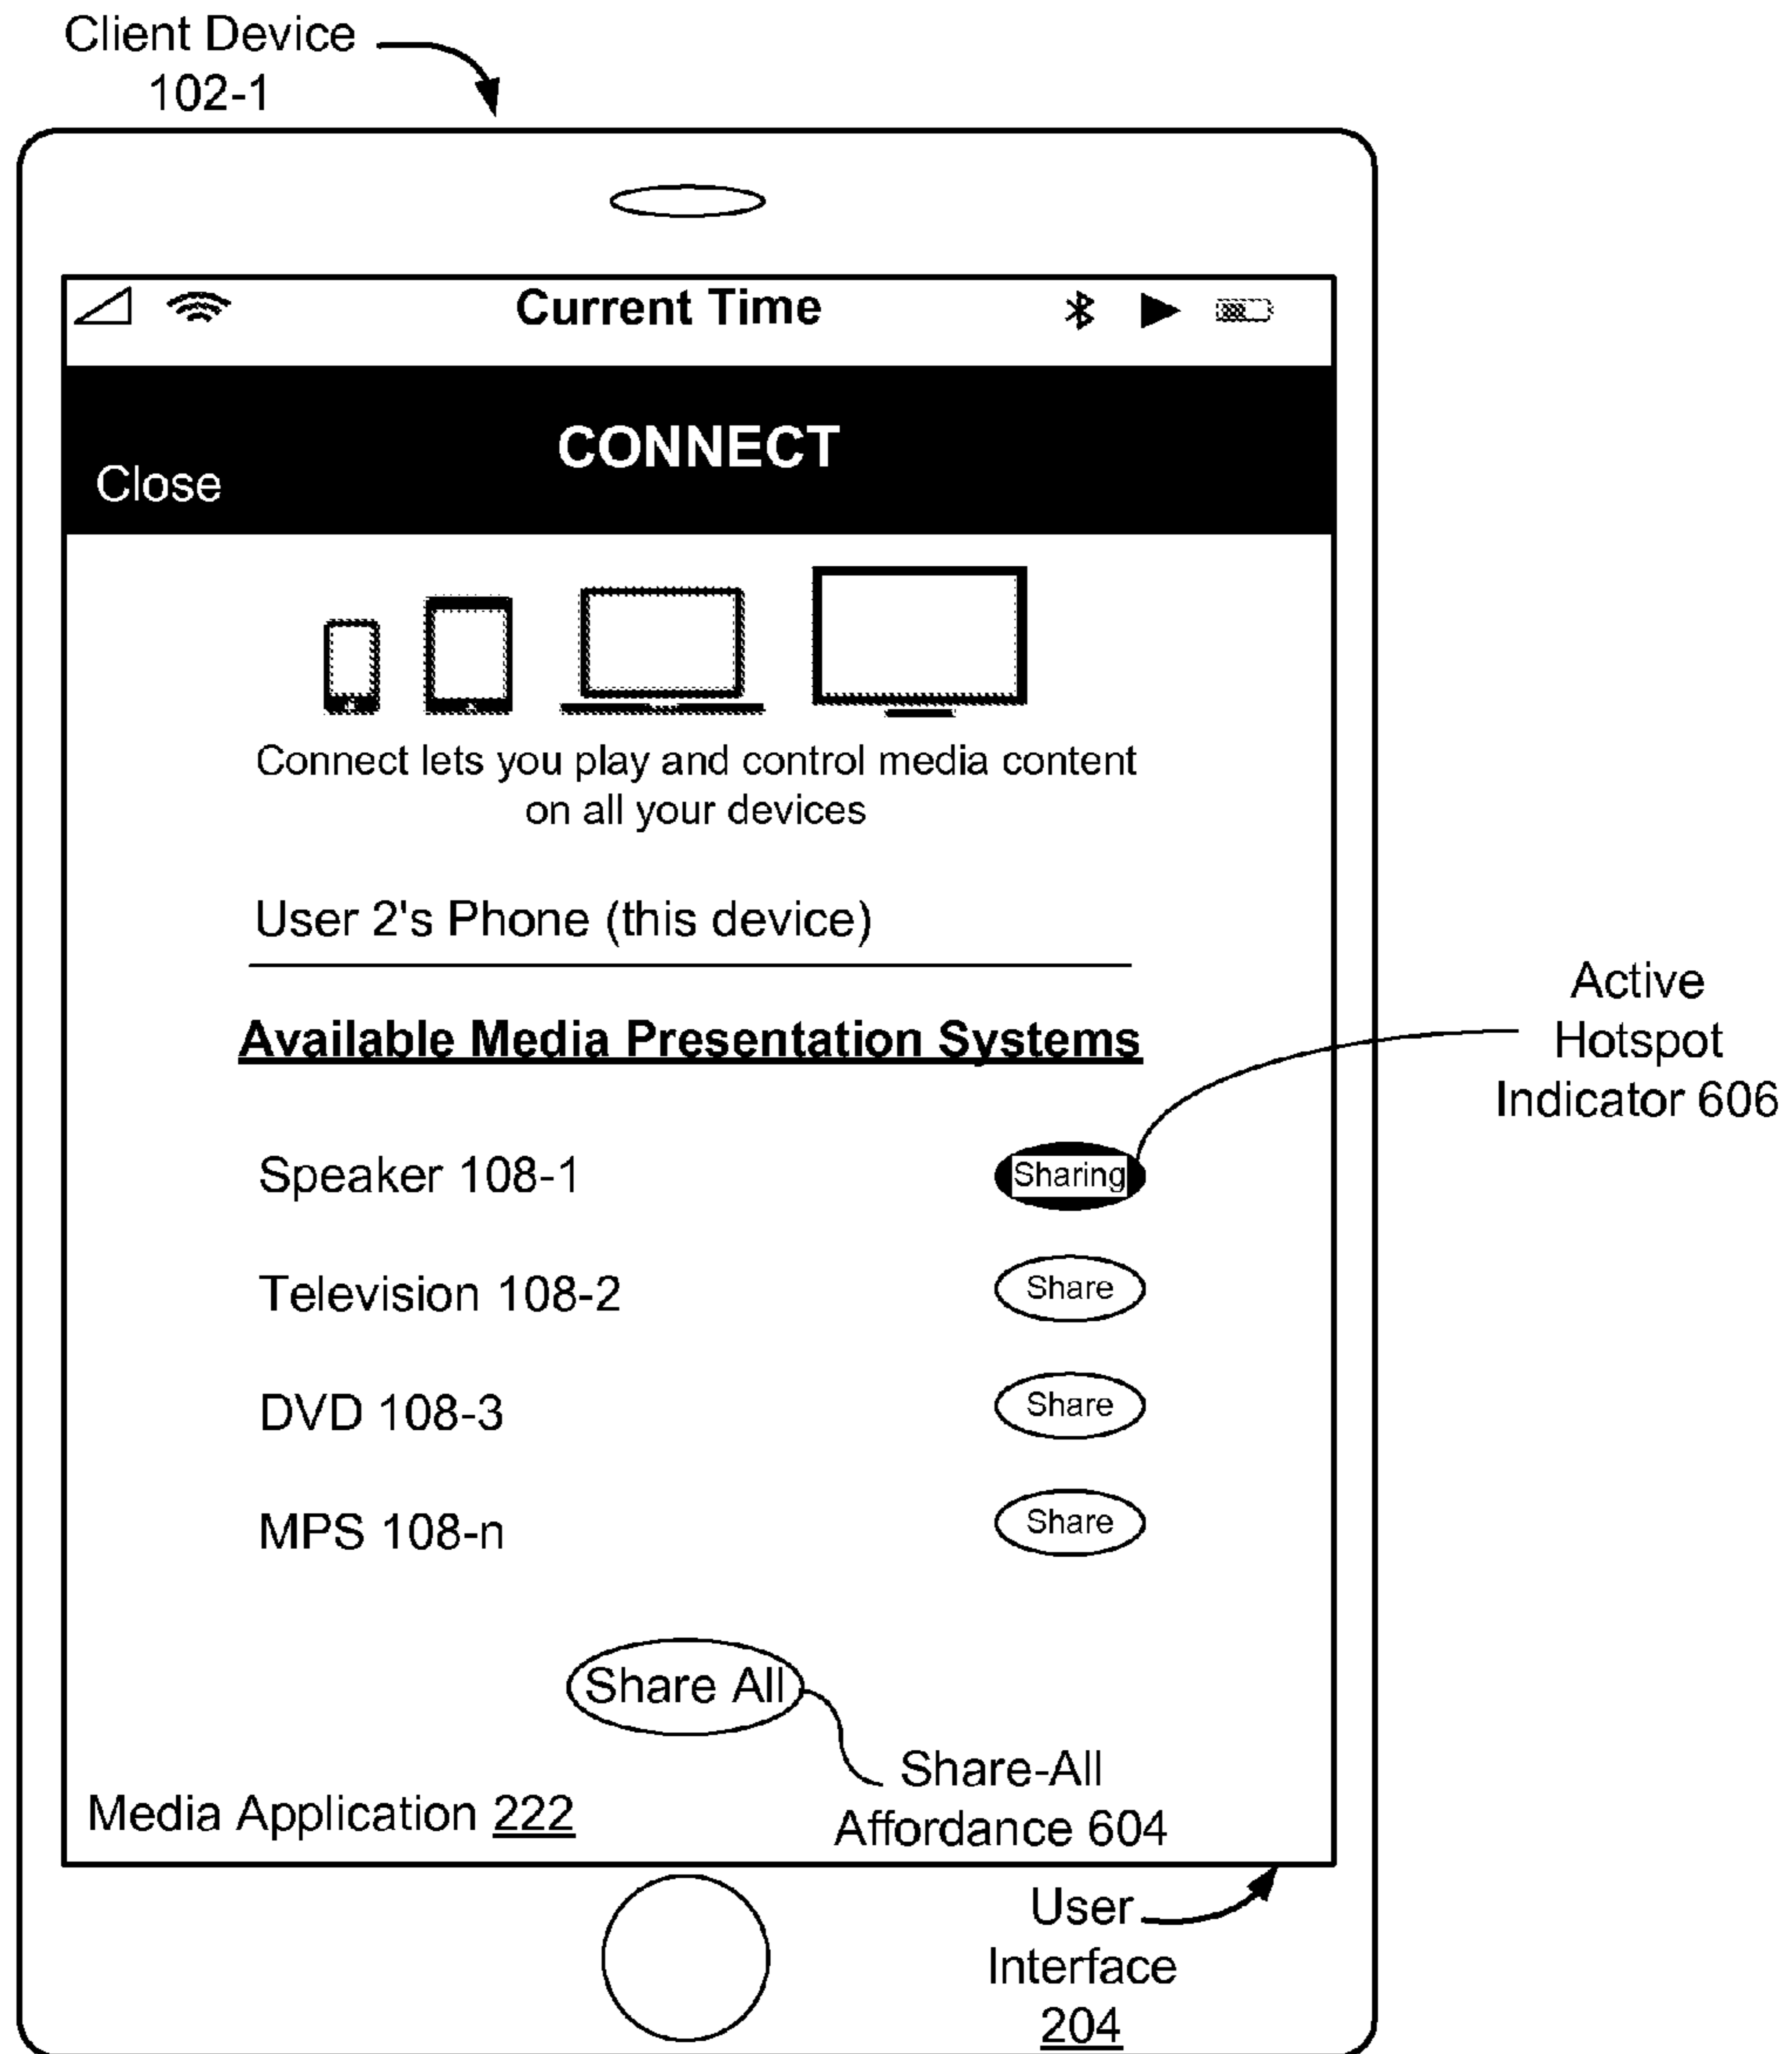 Client Device
102-1
Current Time
CONNECT
Close
Connect lets you play and control media content
on all your devices
User 2's Phone (this device)
Available Media Presentation Systems
Active
Hotspot
Indicator 606
Speaker 108-1
Sharing
Television 108-2
Share
DVD 108-3
Share
MPS 108-n
Share
Share All
Share-All
Affordance 604
Media Application 222
User
Interface
204